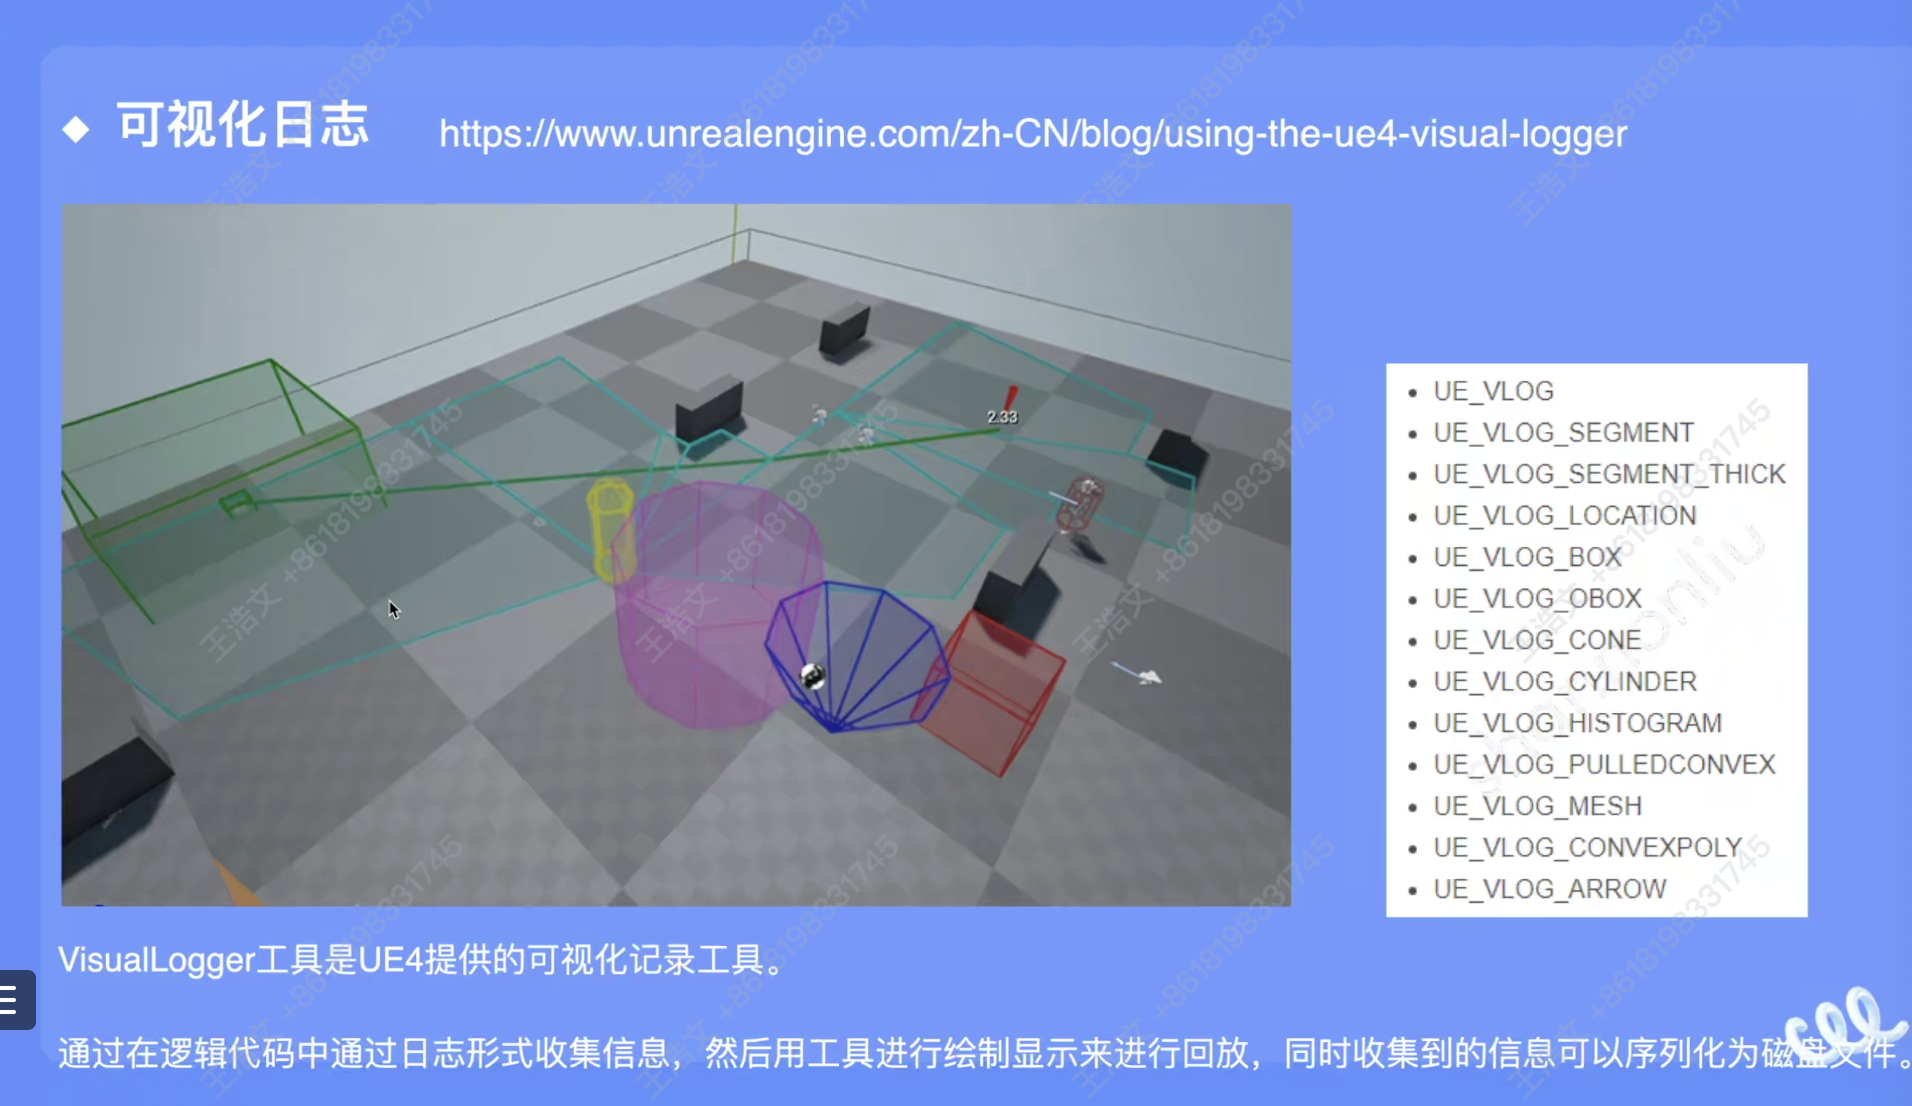 可视化日志
https://www.unrealengine.com/zh-CN/blog/using-the-ue4-visual-logger
2.33
UE_VLOG
UE_VLOG_SEGMENT
UE_VLOG_SEGMENT_THICK
UE_VLOG_LOCATION
UE_VLOG_BOX
UE_VLOG_OBOX
UE_VLOG_CONE
UE_VLOG_CYLINDER
UE_VLOG_HISTOGRAM
UE_VLOG_PULLEDCONVEX
UE_VLOG_MESH
UE_VLOG_CONVEXPOLY
UE_VLOG_ARROW
VisualLogger工具是UE4提供的可视化记录工具。
通过在逻辑代码中通过日志形式收集信息，然后用工具进行绘制显示来进行回放，同时收集到的信息可以序列化为磁盘文件。
王浩文 +8618198331745